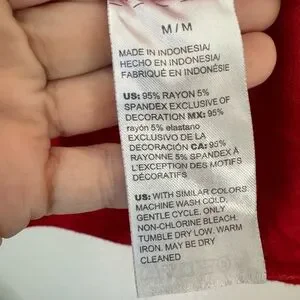 M / M
MADE IN INDONESIA/
HECHO EN INDONESIA/
FABRIQUÉ EN INDONÉSIE
US: 95% RAYON 5%
SPANDEX EXCLUSIVE OF
DECORATION MX: 95%
rayón 5% elastano
EXCLUSIVO DE LA
DECORACIÓN CA: 95%
RAYONNE 5% SPANDEX À
L'EXCEPTION DES MOTIFS
DÉCORATIFS
US: WITH SIMILAR COLORS
MACHINE WASH COLD,
GENTLE CYCLE. ONLY
NON-CHLORINE BLEACH.
TUMBLE DRY LOW. WARM
IRON. MAY BE DRY
CLEANED